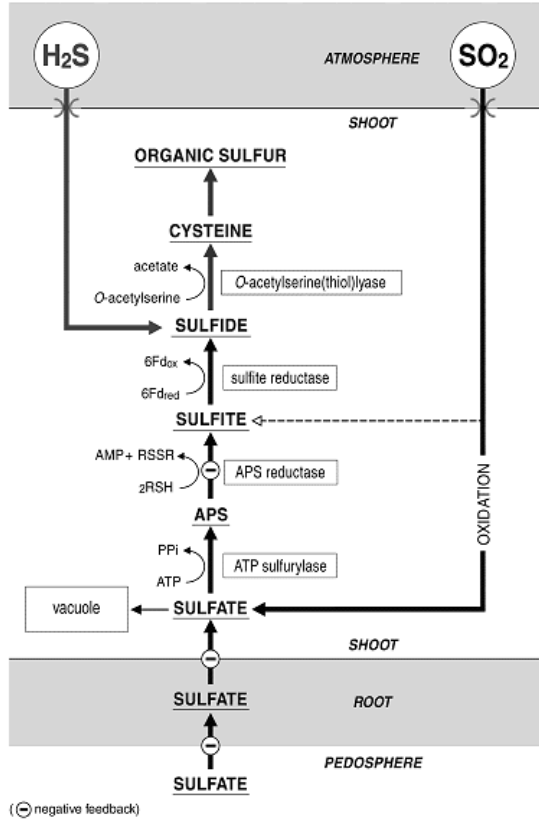 H2S
ATMOSPHERE
SO2
SHOOT
ORGANIC SULFUR
CYSTEINE
acetate
O-acetylserine
O-acetylserine(thiol)lyase
SULFIDE
6Fdox
6Fdred
sulfite reductase
SULFITE
AMP+ RSSR
2RSH
APS reductase
APS
OXIDATION
PPi
ATP
ATP sulfurylase
vacuole
SULFATE
SHOOT
SULFATE
ROOT
PEDOSPHERE
SULFATE
(⊖ negative feedback)